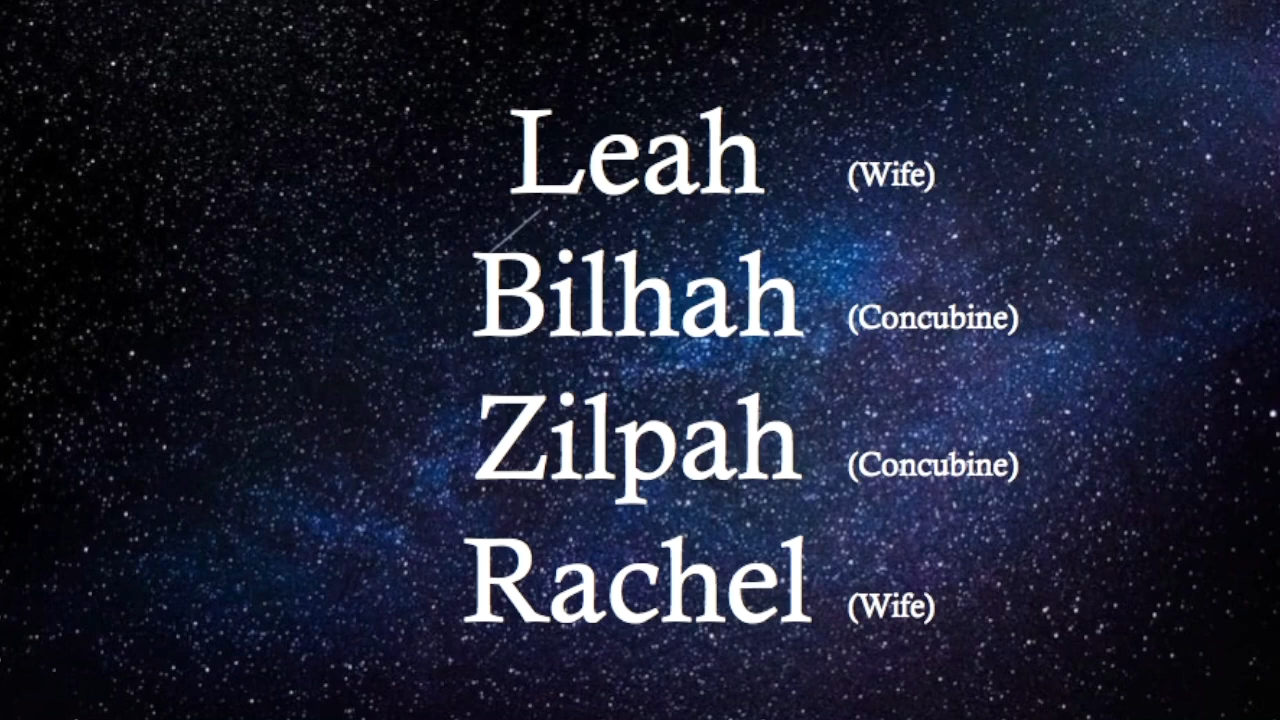 Leah (Wife)
Bilhah (Concubine)
Zilpah (Concubine)
Rachel (Wife)